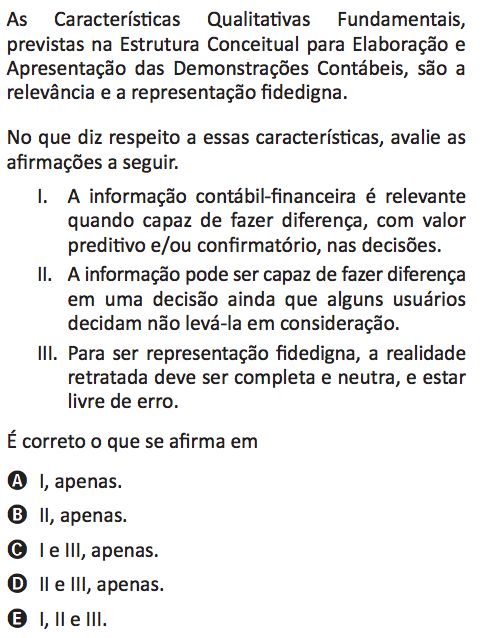 As Características Qualitativas Fundamentais,
previstas na Estrutura Conceitual para Elaboração e
Apresentação das Demonstrações Contábeis, são a
relevância e a representação fidedigna.
No que diz respeito a essas características, avalie as
afirmações a seguir.
I. A informação contábil-financeira é relevante
quando capaz de fazer diferença, com valor
preditivo e/ou confirmatório, nas decisões.
II. A informação pode ser capaz de fazer diferença
em uma decisão ainda que alguns usuários
decidam não levá-la em consideração.
III. Para ser representação fidedigna, a realidade
retratada deve ser completa e neutra, e estar
livre de erro.
É correto o que se afirma em
A I, apenas.
B II, apenas.
C I e III, apenas.
D II e III, apenas.
E I, II e III.